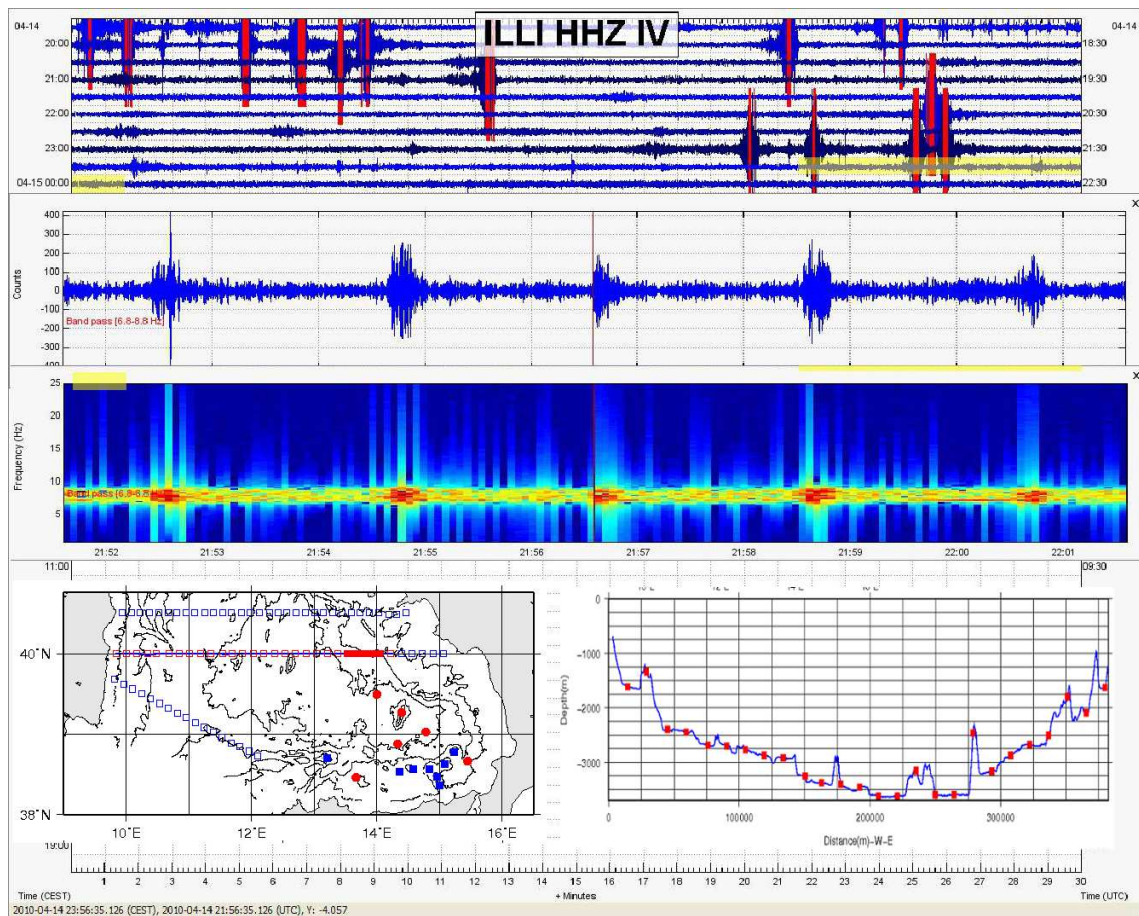 ILLI HHZ IV
04-14
04-14
20:00
18:30
21:00
19:30
22:00
20:30
23:00
21:30
04-15 00:00
22:30
X
400
300
200
100
0
-100
-200
-300
-400
Counts
Band pass [6.8-8.8 Hz]
X
25
20
15
10
5
Frequency (Hz)
Band pass [6.8-8.8
21:52 21:53 21:54 21:55 21:56 21:57 21:58 21:59 22:00 22:01
11:00
09:30
40°N
38°N
10°E 12°E 14°E 16°E
0
-1000
-2000
-3000
Depth(m)
0 100000 200000 300000
Distance(m)-W-E
19:00
1 2 3 4 5 6 7 8 9 10 11 12 13 14 15 16 17 18 19 20 21 22 23 24 25 26 27 28 29 30
Time (CEST)
+ Minutes
Time (UTC)
2010-04-14 23:56:35.126 (CEST), 2010-04-14 21:56:35.126 (UTC), Y: -4.057